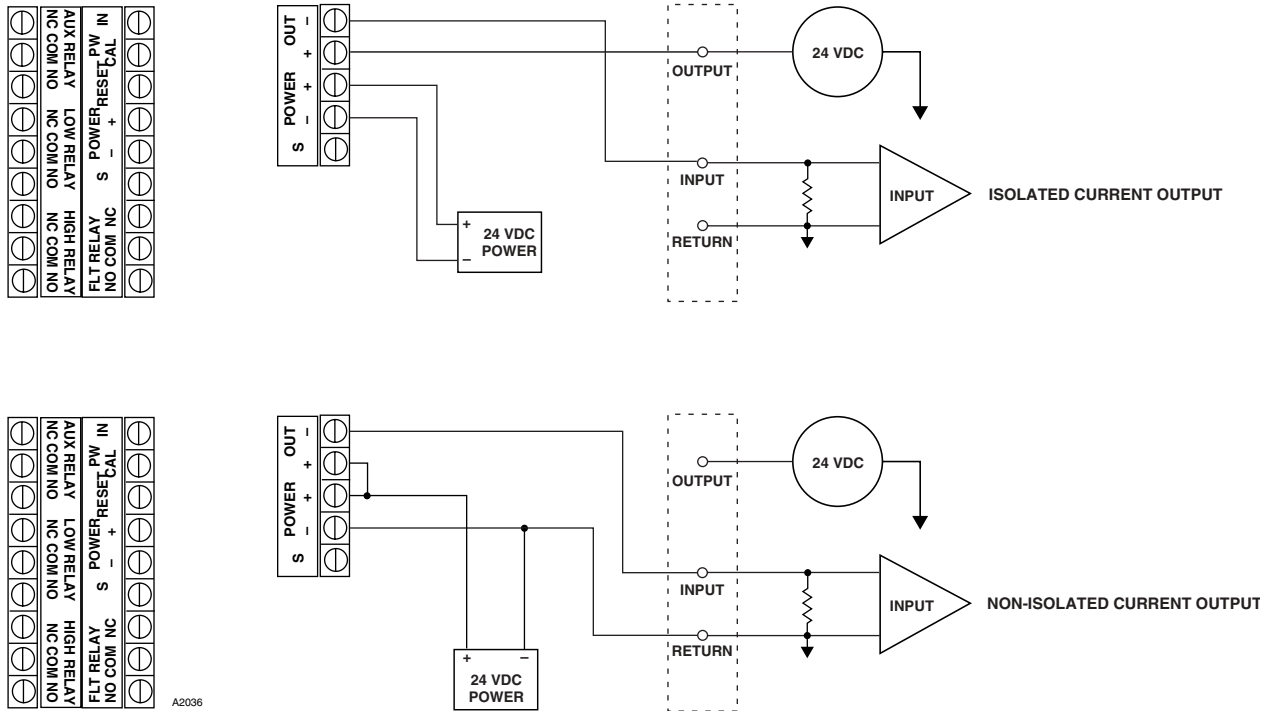 NC COM NO NC COM NO NC COM NO
AUX RELAY LOW RELAY HIGH RELAY
FLT RELAY S POWER RESET PW
NO COM NC - + CAL IN
OUT -
+
POWER +
-
S
+
-
24 VDC
POWER
OUTPUT
INPUT
RETURN
24 VDC
INPUT
ISOLATED CURRENT OUTPUT
NC COM NO NC COM NO NC COM NO
AUX RELAY LOW RELAY HIGH RELAY
FLT RELAY S POWER RESET PW
NO COM NC - + CAL IN
OUT -
+
POWER +
-
S
+ -
24 VDC
POWER
OUTPUT
INPUT
RETURN
24 VDC
INPUT
NON-ISOLATED CURRENT OUTPUT
A2036